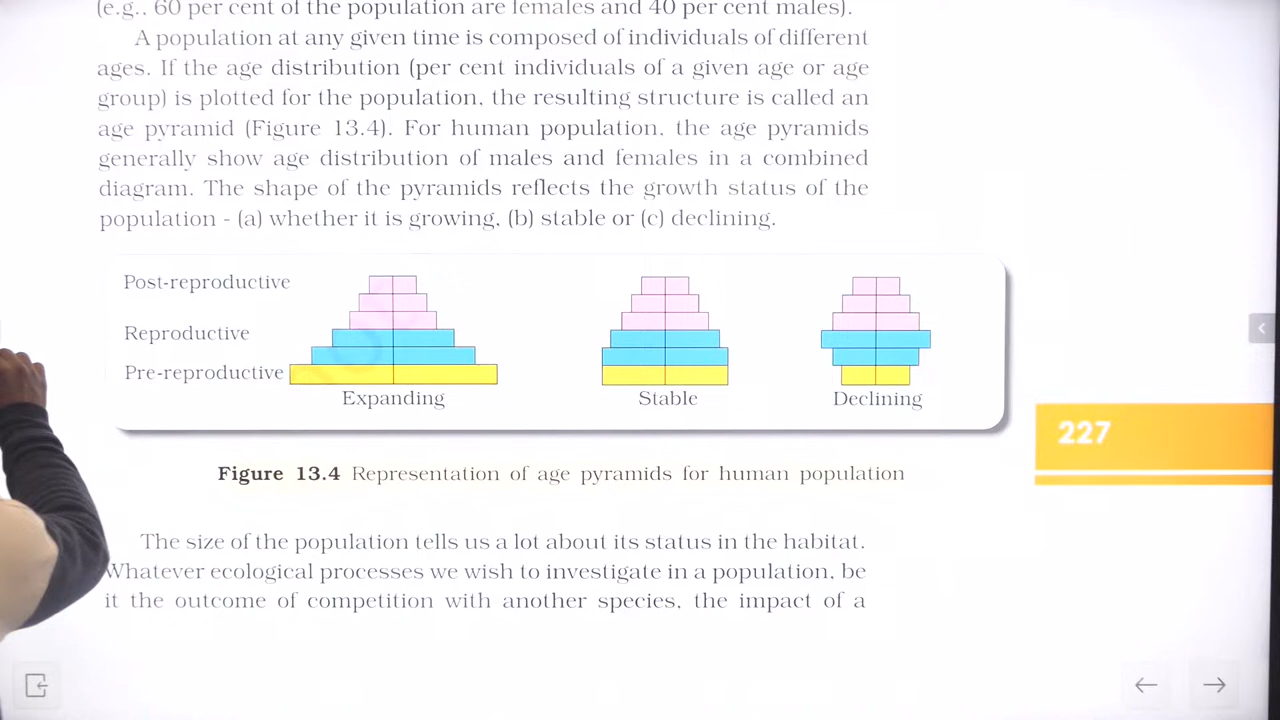 (e.g., 60 per cent of the population are females and 40 per cent males).
A population at any given time is composed of individuals of different
ages. If the age distribution (per cent individuals of a given age or age
group) is plotted for the population, the resulting structure is called an
age pyramid (Figure 13.4). For human population, the age pyramids
generally show age distribution of males and females in a combined
diagram. The shape of the pyramids reflects the growth status of the
population - (a) whether it is growing, (b) stable or (c) declining.
Post-reproductive
Reproductive
Pre-reproductive
Expanding
Stable
Declining
227
Figure 13.4 Representation of age pyramids for human population
The size of the population tells us a lot about its status in the habitat.
Whatever ecological processes we wish to investigate in a population, be
it the outcome of competition with another species, the impact of a